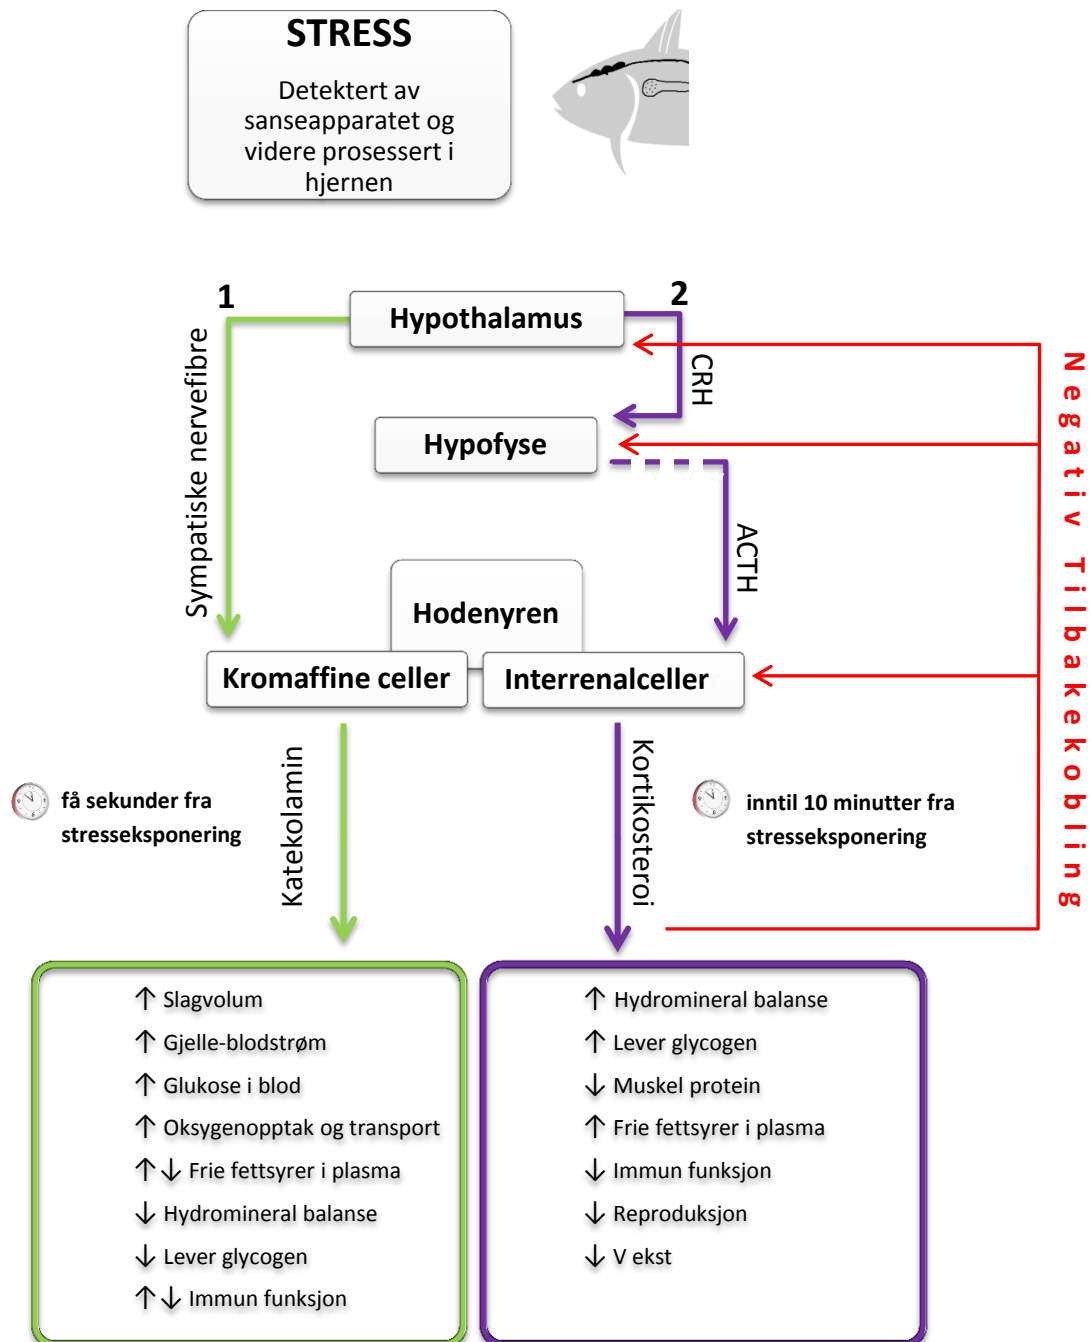 STRESS
Detektert av
sanseapparatet og
videre prosessert i
hjernen
1
2
Hypothalamus
Sympatiske nervefibre
CRH
Hypofyse
ACTH
Negativ Tilbakekobling
Hodenyren
Kromaffine celler
Interrenalceller
Katekolamin
Kortikosteroi
få sekunder fra
stresseksponering
inntil 10 minutter fra
stresseksponering
↑ Slagvolum
↑ Gjelle-blodstrøm
↑ Glukose i blod
↑ Oksygenopptak og transport
↑↓ Frie fettsyrer i plasma
↓ Hydromineral balanse
↓ Lever glycogen
↑↓ Immun funksjon
↑ Hydromineral balanse
↑ Lever glycogen
↓ Muskel protein
↑ Frie fettsyrer i plasma
↓ Immun funksjon
↓ Reproduksjon
↓ V ekst